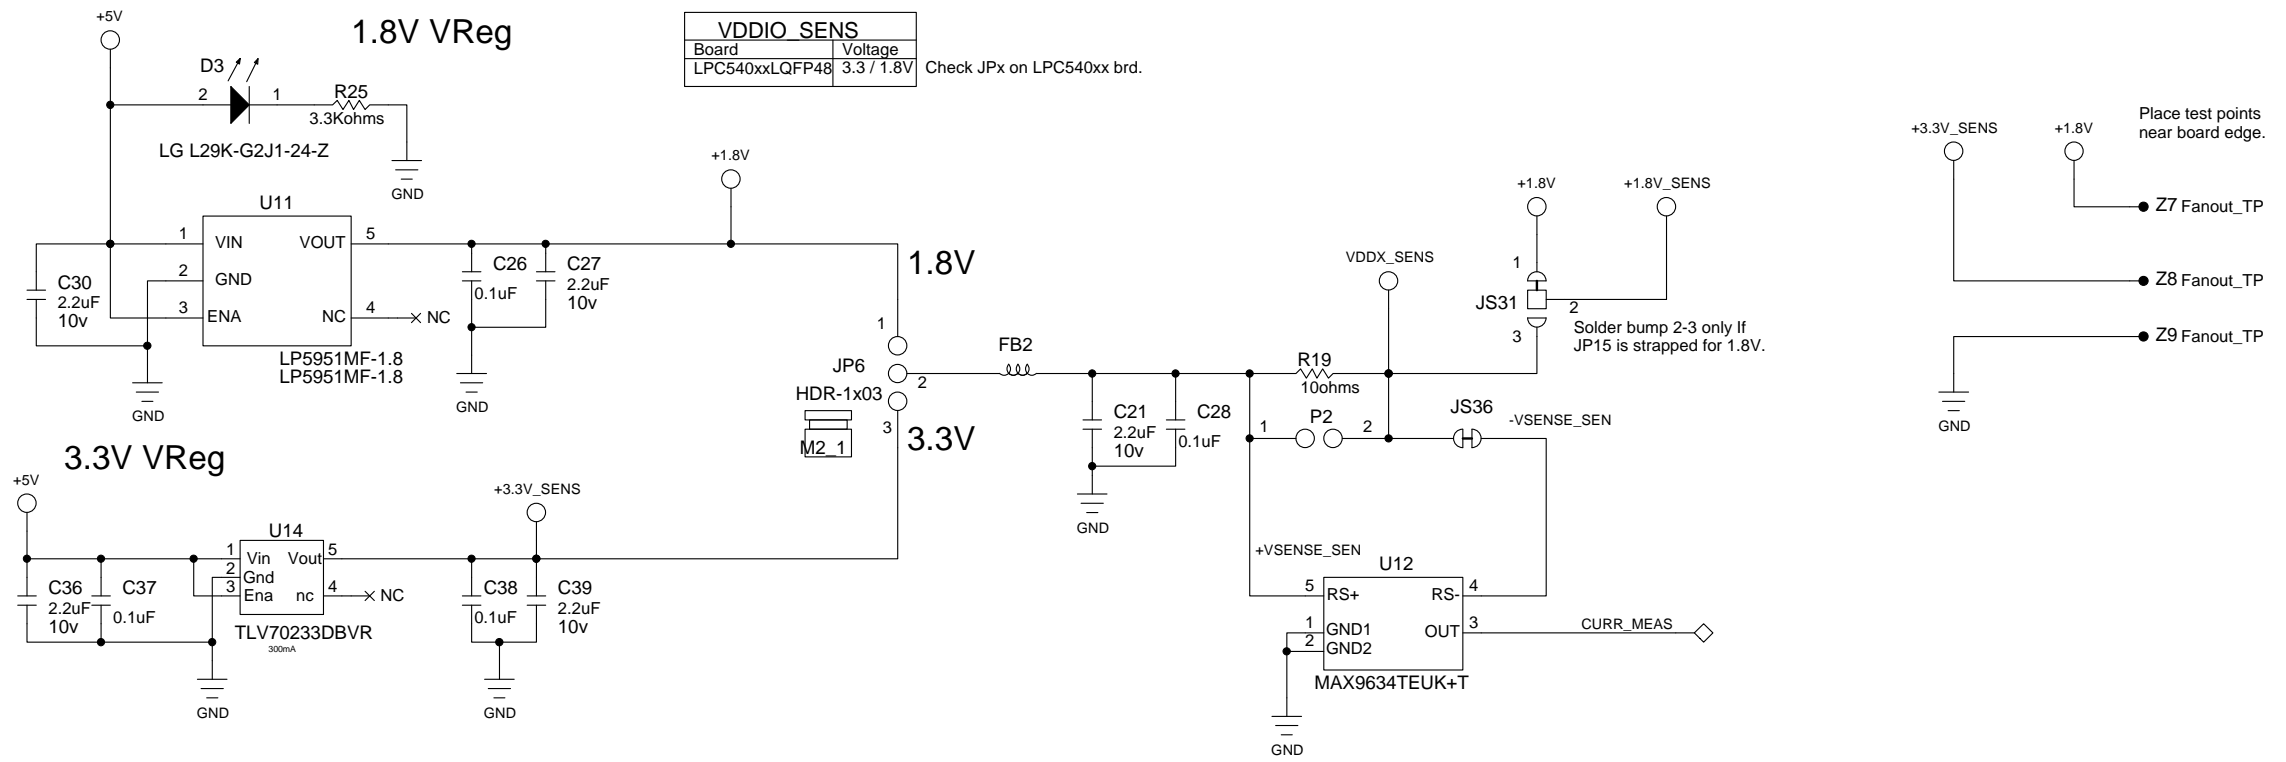 +5V
1.8V VReg
D3
2
1
R25
3.3Kohms
LG L29K-G2J1-24-Z
GND
VDDIO_SENS
Board Voltage
LPC540xxLQFP48 3.3 / 1.8V
Check JPx on LPC540xx brd.
U11
1 VIN VOUT 5
2 GND
3 ENA NC 4 NC
LP5951MF-1.8
LP5951MF-1.8
C30
2.2uF
10v
GND
C26
0.1uF
C27
2.2uF
10v
GND
+1.8V
1.8V
1
JP6
2
HDR-1x03
3
M2_1
3.3V
FB2
C21
2.2uF
10v
C28
0.1uF
GND
R19
10ohms
1 P2 2
VDDX_SENS
+1.8V
+1.8V_SENS
1
JS31
2
3
Solder bump 2-3 only If
JP15 is strapped for 1.8V.
JS36
-VSENSE_SEN
+VSENSE_SEN
U12
5 RS+ RS- 4
1 GND1 OUT 3
2 GND2
CURR_MEAS
MAX9634TEUK+T
GND
3.3V VReg
+5V
U14
1 Vin Vout 5
2 Gnd
3 Ena nc 4 NC
TLV70233DBVR
300mA
C36
2.2uF
10v
C37
0.1uF
GND
+3.3V_SENS
C38
0.1uF
C39
2.2uF
10v
GND
Place test points
near board edge.
+3.3V_SENS
+1.8V
Z7 Fanout_TP
Z8 Fanout_TP
Z9 Fanout_TP
GND